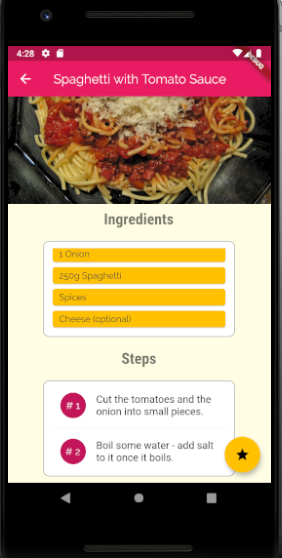 4:28
DEBUG
Spaghetti with Tomato Sauce
Ingredients
1 Onion
250g Spaghetti
Spices
Cheese (optional)
Steps
# 1
Cut the tomatoes and the
onion into small pieces.
# 2
Boil some water - add salt
to it once it boils.